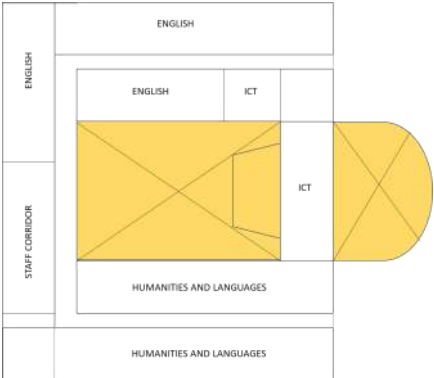 ENGLISH
ENGLISH
ENGLISH
ICT
ICT
STAFF CORRIDOR
HUMANITIES AND LANGUAGES
HUMANITIES AND LANGUAGES